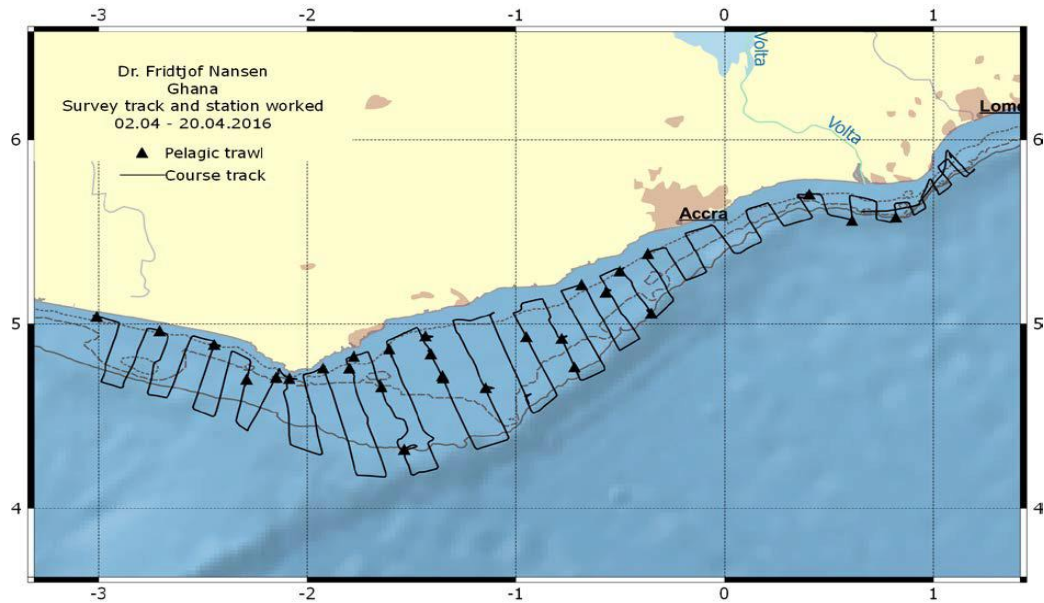 -3 -2 -1 0 1
Dr. Fridtjof Nansen
Ghana
Survey track and station worked
02.04 - 20.04.2016
Pelagic trawl
Course track
Volta
Volta
Lome
Accra
6 6
5 5
4 4
-3 -2 -1 0 1